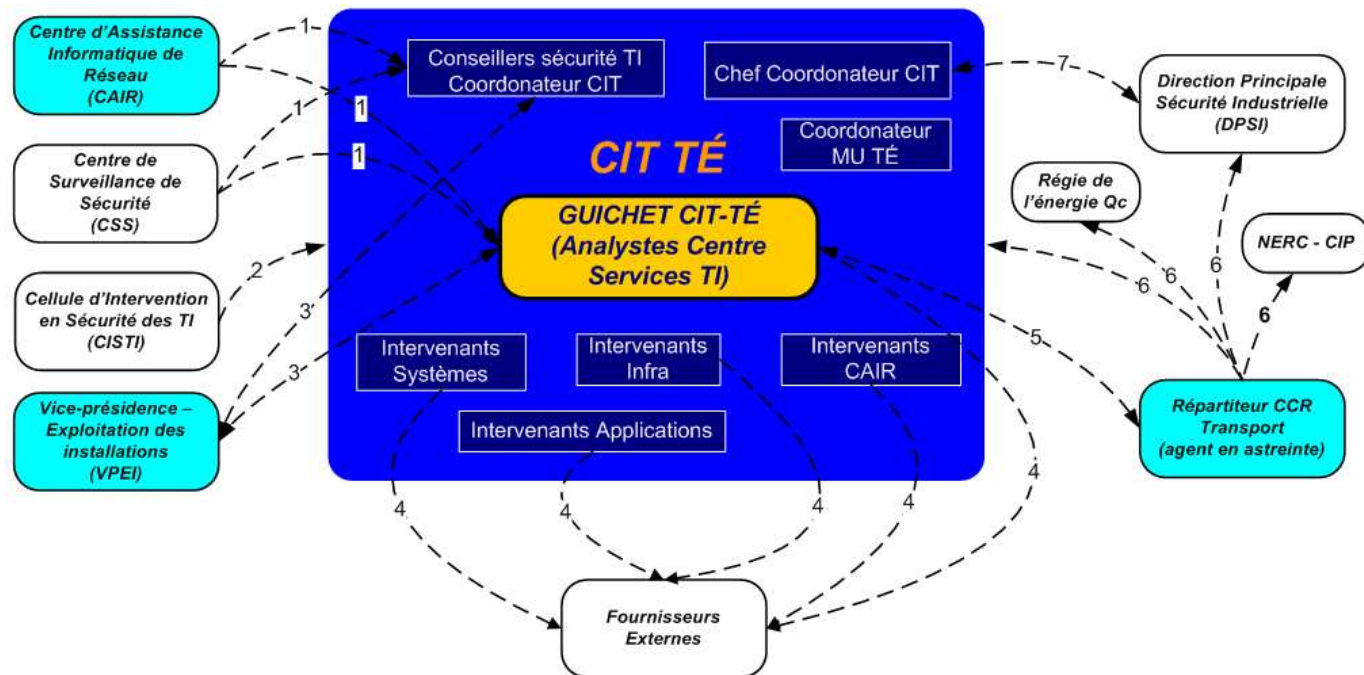 Centre d'Assistance
Informatique de
Réseau
(CAIR)
Centre de
Surveillance de
Sécurité
(CSS)
Cellule d'Intervention
en Sécurité des TI
(CISTI)
Vice-présidence –
Exploitation des
installations
(VPEI)
1
1
1
1
2
3
3
Conseillers sécurité TI
Coordonateur CIT
Chef Coordonateur CIT
Coordonateur
MU TÉ
CIT TÉ
GUICHET CIT-TÉ
(Analystes Centre
Services TI)
Intervenants
Systèmes
Intervenants
Infra
Intervenants
CAIR
Intervenants Applications
4
4
4
4
4
Fournisseurs
Externes
7
5
6
6
6
6
Direction Principale
Sécurité Industrielle
(DPSI)
Régie de
l'énergie Qc
NERC - CIP
Répartiteur CCR
Transport
(agent en astreinte)